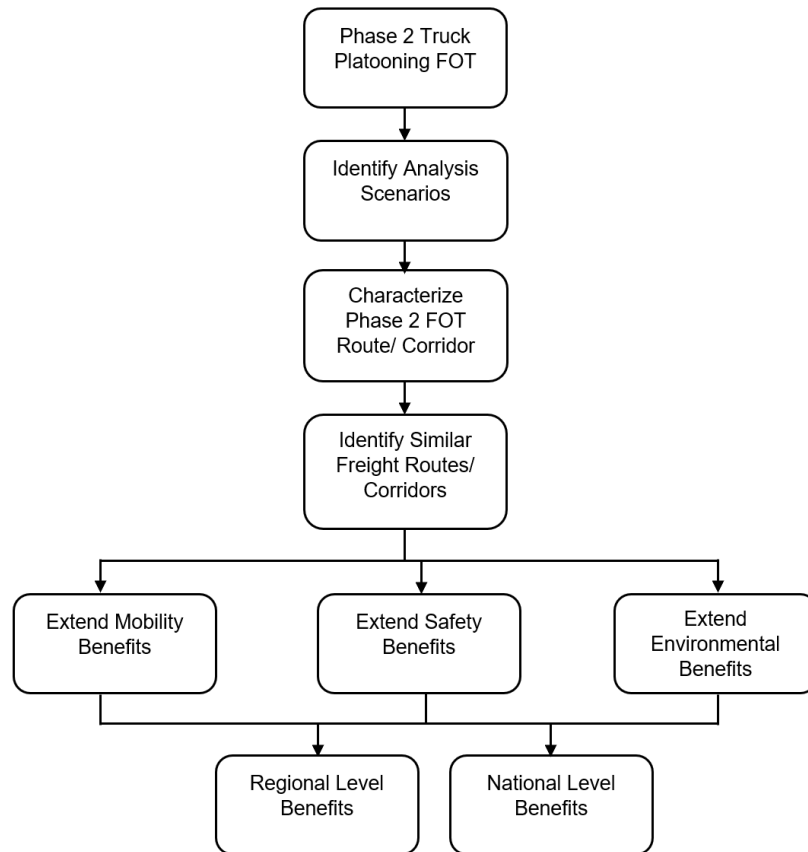 Phase 2 Truck
Platooning FOT
Identify Analysis
Scenarios
Characterize
Phase 2 FOT
Route/ Corridor
Identify Similar
Freight Routes/
Corridors
Extend Mobility
Benefits
Extend Safety
Benefits
Extend
Environmental
Benefits
Regional Level
Benefits
National Level
Benefits